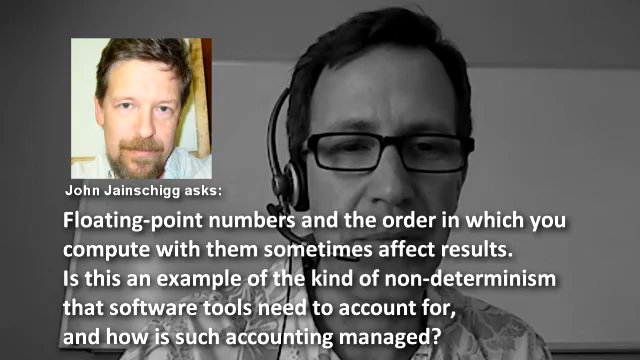 John Jainschigg asks:
Floating-point numbers and the order in which you
compute with them sometimes affect results.
Is this an example of the kind of non-determinism
that software tools need to account for,
and how is such accounting managed?